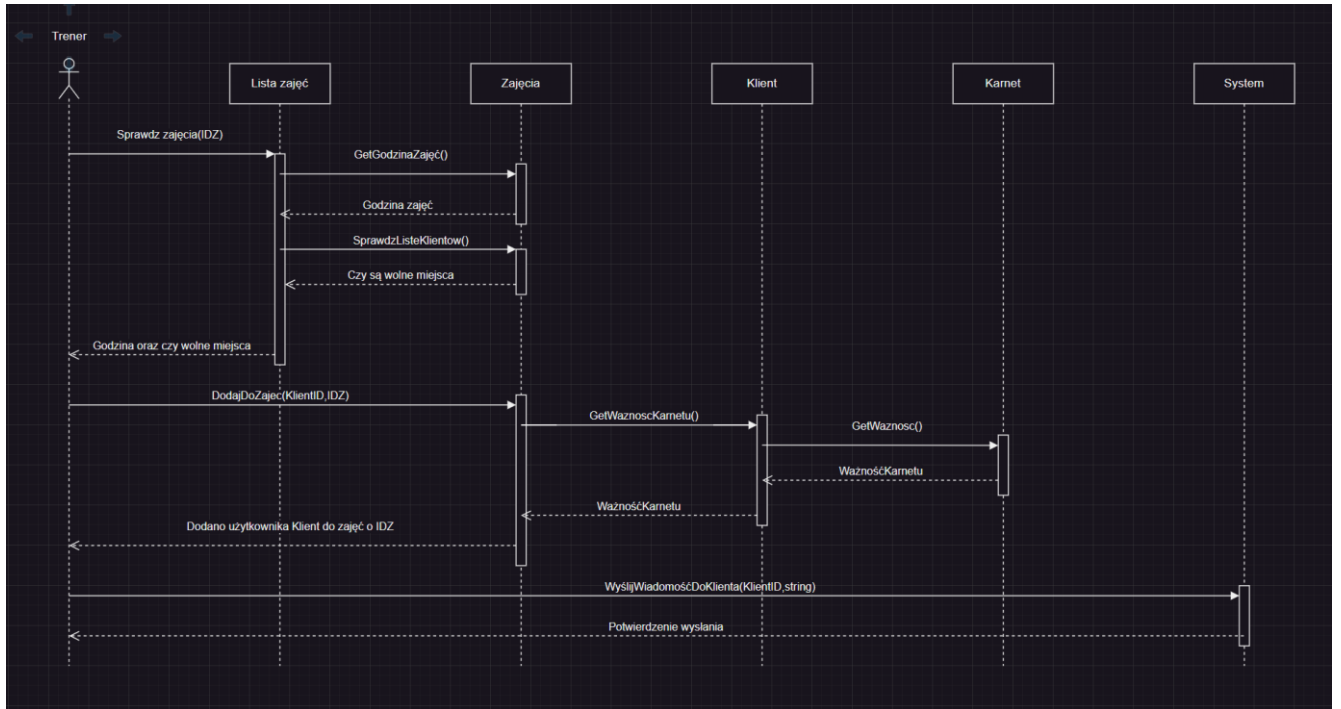 Trener
Lista zajęć
Zajęcia
Klient
Karnet
System
Sprawdz zajęcia(IDZ)
GetGodzinaZajęć()
Godzina zajęć
SprawdzListeKlientow()
Czy są wolne miejsca
Godzina oraz czy wolne miejsca
DodajDoZajec(KlientID,IDZ)
GetWaznoscKarnetu()
GetWaznosc()
WażnośćKarnetu
WażnośćKarnetu
Dodano użytkownika Klient do zajęć o IDZ
WyślijWiadomośćDoKlienta(KlientID,string)
Potwierdzenie wysłania